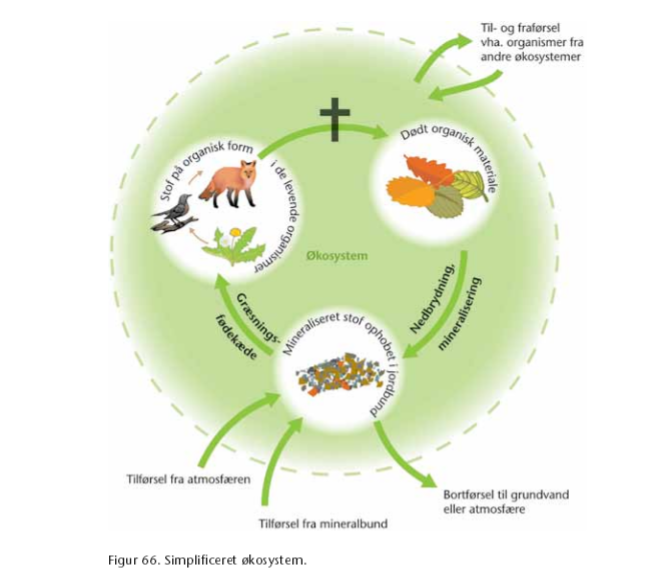 Til- og fraførsel
vha. organismer fra
andre økosystemer
Stof på organisk form
i de levende organismer
Dødt organisk materiale
Økosystem
Græsnings-
fødekæde
Nedbrydning,
mineralisering
Mineraliseret stof ophobet i jordbund
Tilførsel fra atmosfæren
Bortførsel til grundvand
eller atmosfære
Tilførsel fra mineralbund
Figur 66. Simplificeret økosystem.